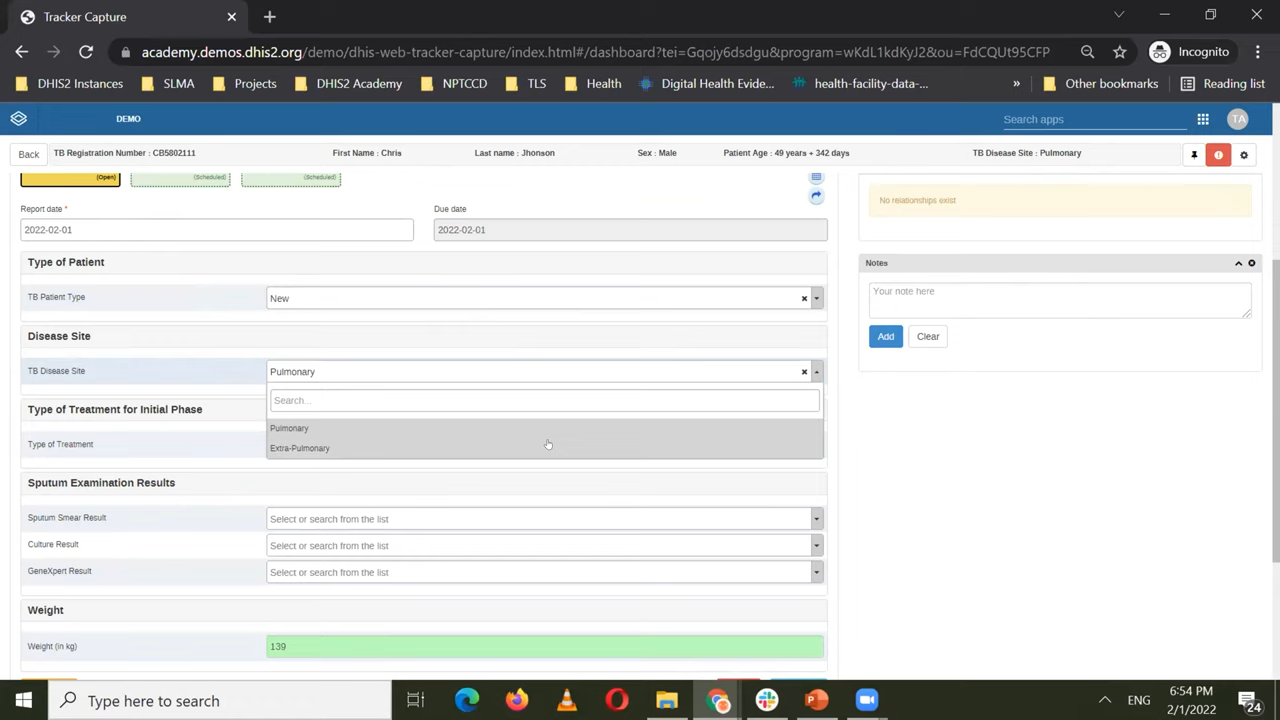 Tracker Capture
academy.demos.dhis2.org/demo/dhis-web-tracker-capture/index.html#/dashboard?tei=Gqojy6dsdgu&program=wKdL1kdKyJ2&ou=FdCQUt95CFP
Incognito
DHIS2 Instances SLMA Projects DHIS2 Academy NPTCCD TLS Health Digital Health Evide... health-facility-data-... » Other bookmarks Reading list
DEMO Search apps TA
Back TB Registration Number : CB5802111 First Name : Chris Last name : Jhonson Sex : Male Patient Age : 49 years + 342 days TB Disease Site : Pulmonary
(Open) (Scheduled) (Scheduled)
No relationships exist
Report date * Due date
2022-02-01 2022-02-01
Type of Patient
Notes
TB Patient Type New
Your note here
Disease Site
Add Clear
TB Disease Site Pulmonary
Search...
Type of Treatment for Initial Phase
Pulmonary
Type of Treatment
Extra-Pulmonary
Sputum Examination Results
Sputum Smear Result Select or search from the list
Culture Result Select or search from the list
GeneXpert Result Select or search from the list
Weight
Weight (in kg) 139
Type here to search
ENG
6:54 PM
2/1/2022
24